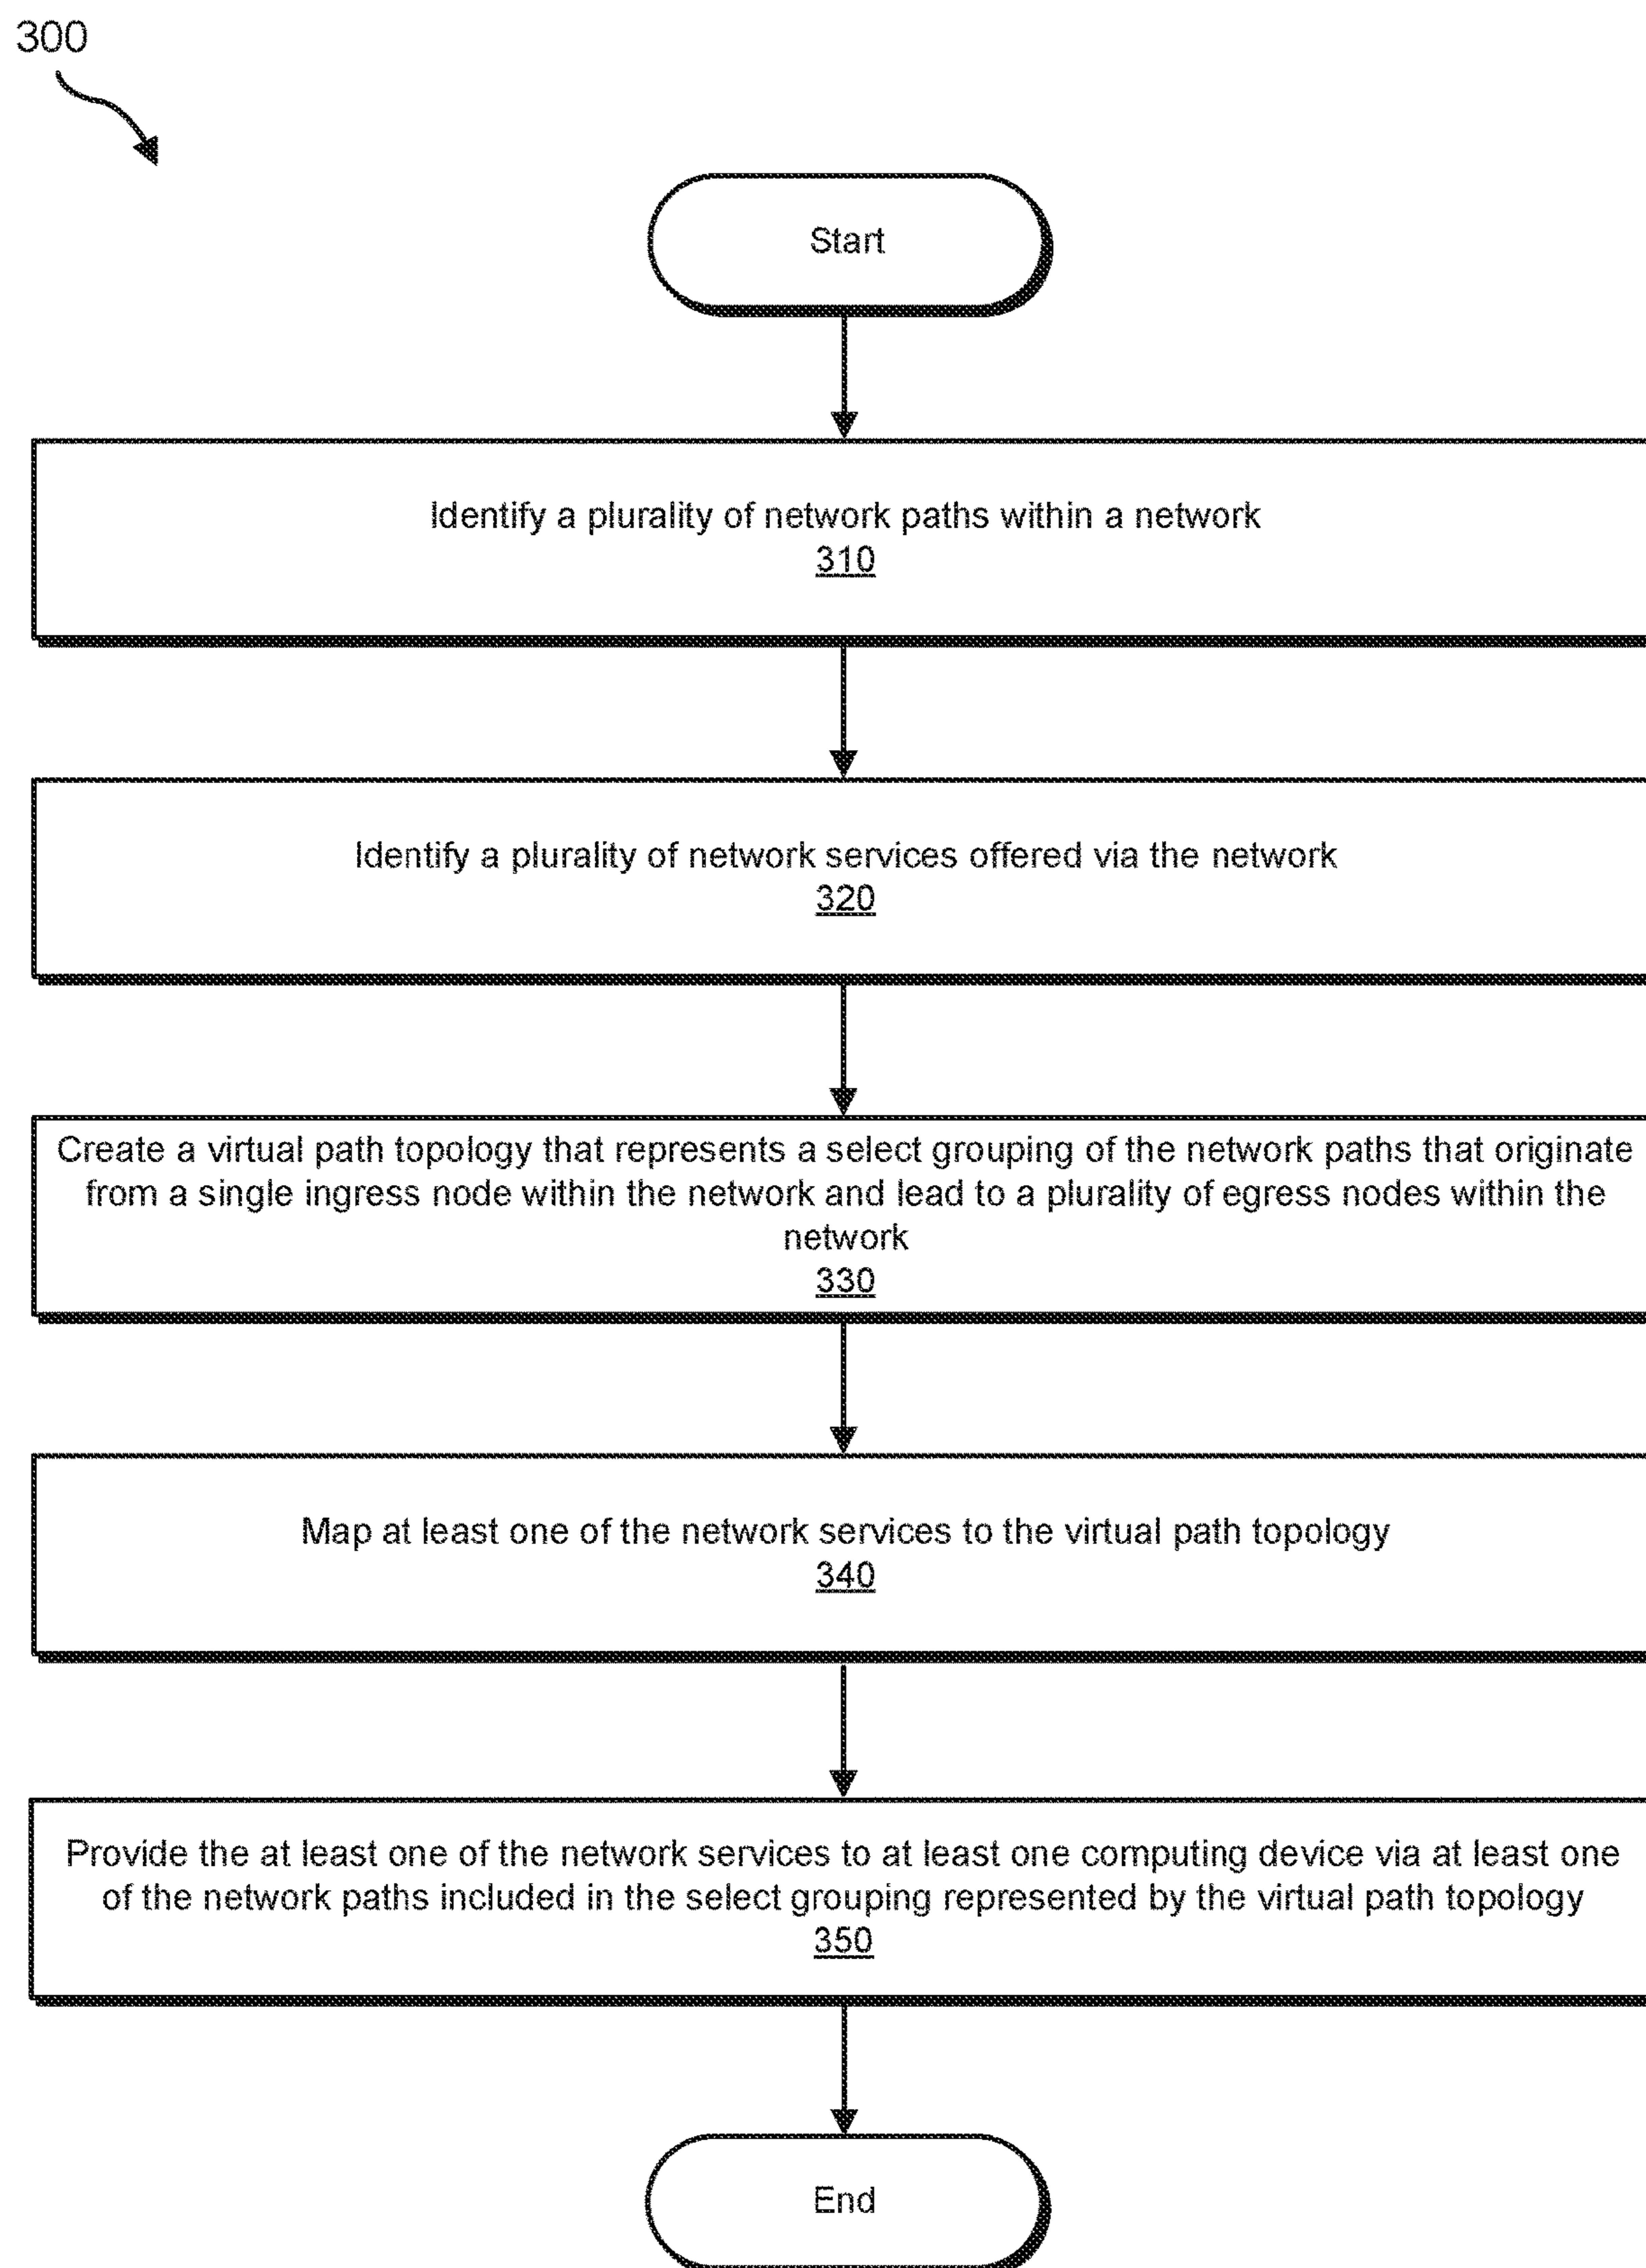 300
Start
Identify a plurality of network paths within a network
310
Identify a plurality of network services offered via the network
320
Create a virtual path topology that represents a select grouping of the network paths that originate
from a single ingress node within the network and lead to a plurality of egress nodes within the
network
330
Map at least one of the network services to the virtual path topology
340
Provide the at least one of the network services to at least one computing device via at least one
of the network paths included in the select grouping represented by the virtual path topology
350
End